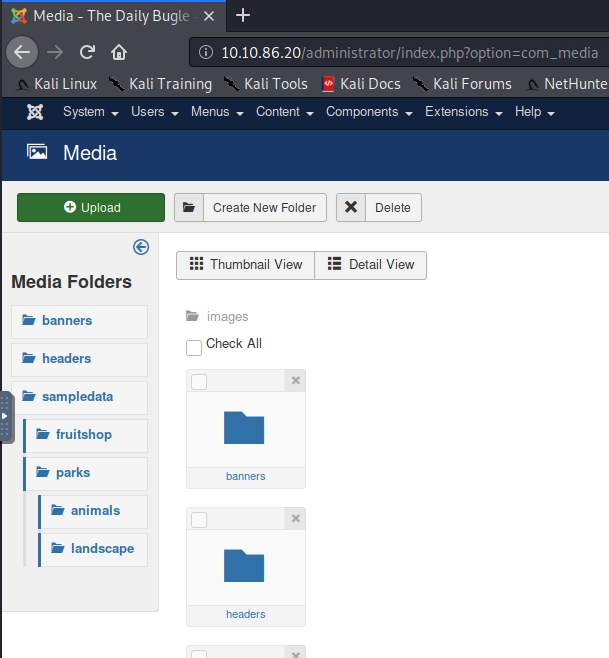 Media - The Daily Bugle -
10.10.86.20/administrator/index.php?option=com_media
Kali Linux Kali Training Kali Tools Kali Docs Kali Forums NetHunte
System Users Menus Content Components Extensions Help
Media
Upload Create New Folder Delete
Thumbnail View Detail View
Media Folders
banners
headers
sampledata
fruitshop
parks
animals
landscape
images
Check All
banners
headers